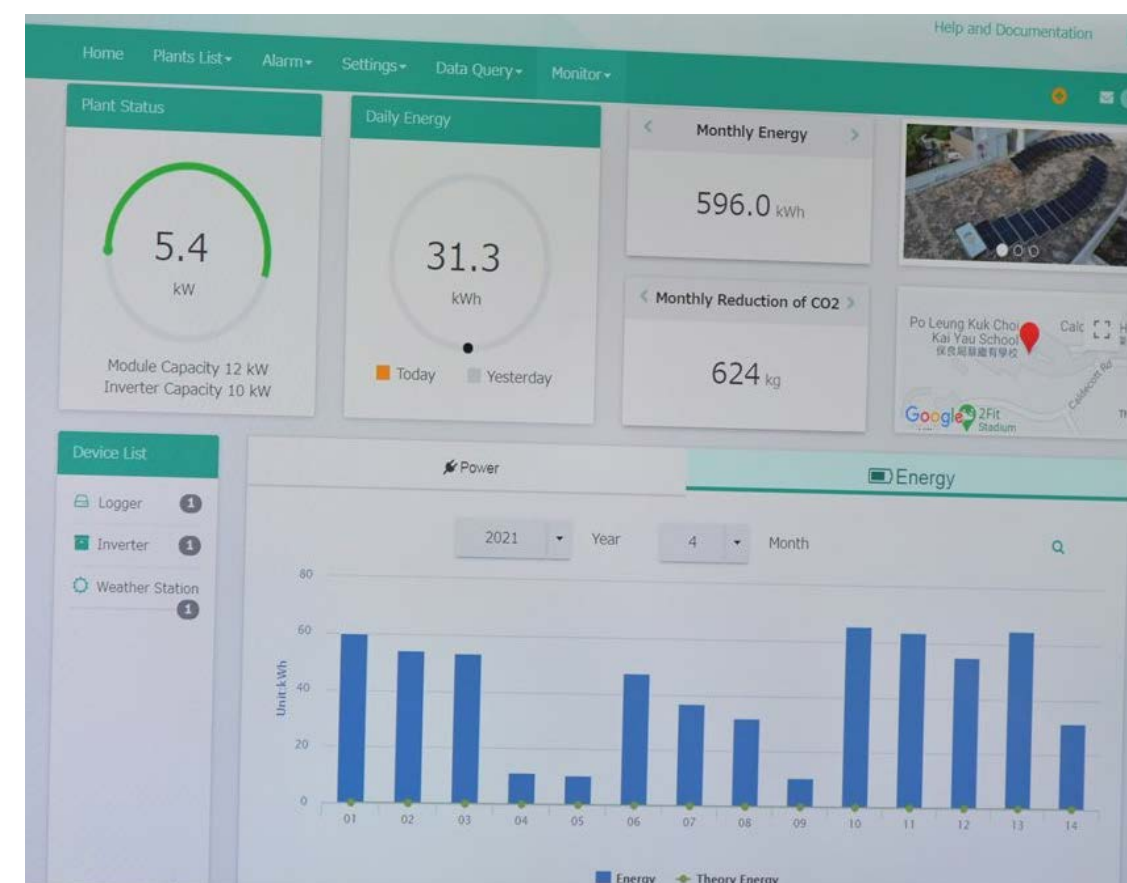 Help and Documentation
Home Plants List Alarm Settings Data Query Monitor
Plant Status
5.4
kW
Module Capacity 12 kW
Inverter Capacity 10 kW
Daily Energy
31.3
kWh
Today Yesterday
Monthly Energy
596.0 kWh
Monthly Reduction of CO2
624 kg
Po Leung Kuk Choi
Kai Yau School
保良局蔡繼有學校
Caldecott Rd
Google
2Fit
Stadium
Device List
Logger 1
Inverter 1
Weather Station
1
Power
Energy
2021 Year 4 Month
Unit:kWh
80
60
40
20
0
01 02 03 04 05 06 07 08 09 10 11 12 13 14
Energy Theory Energy